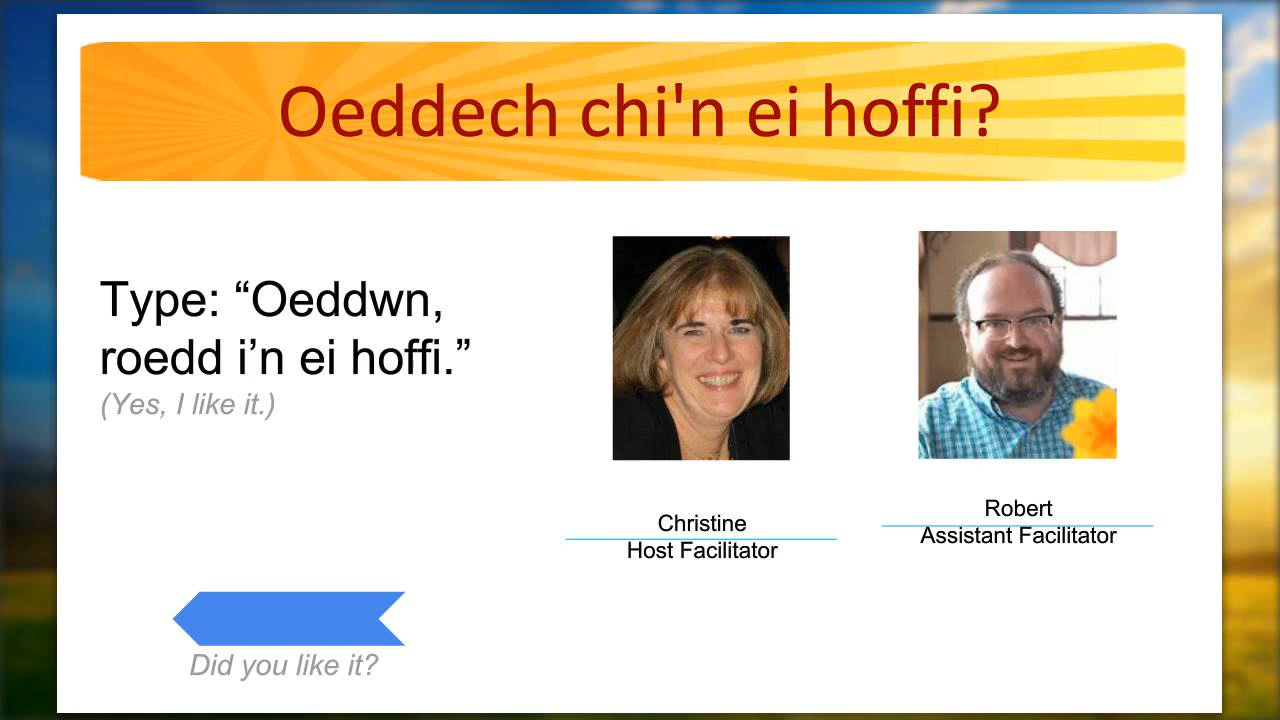 Oeddech chi'n ei hoffi?
Type: “Oeddwn,
roedd i’n ei hoffi.”
(Yes, I like it.)
Christine
Host Facilitator
Robert
Assistant Facilitator
Did you like it?